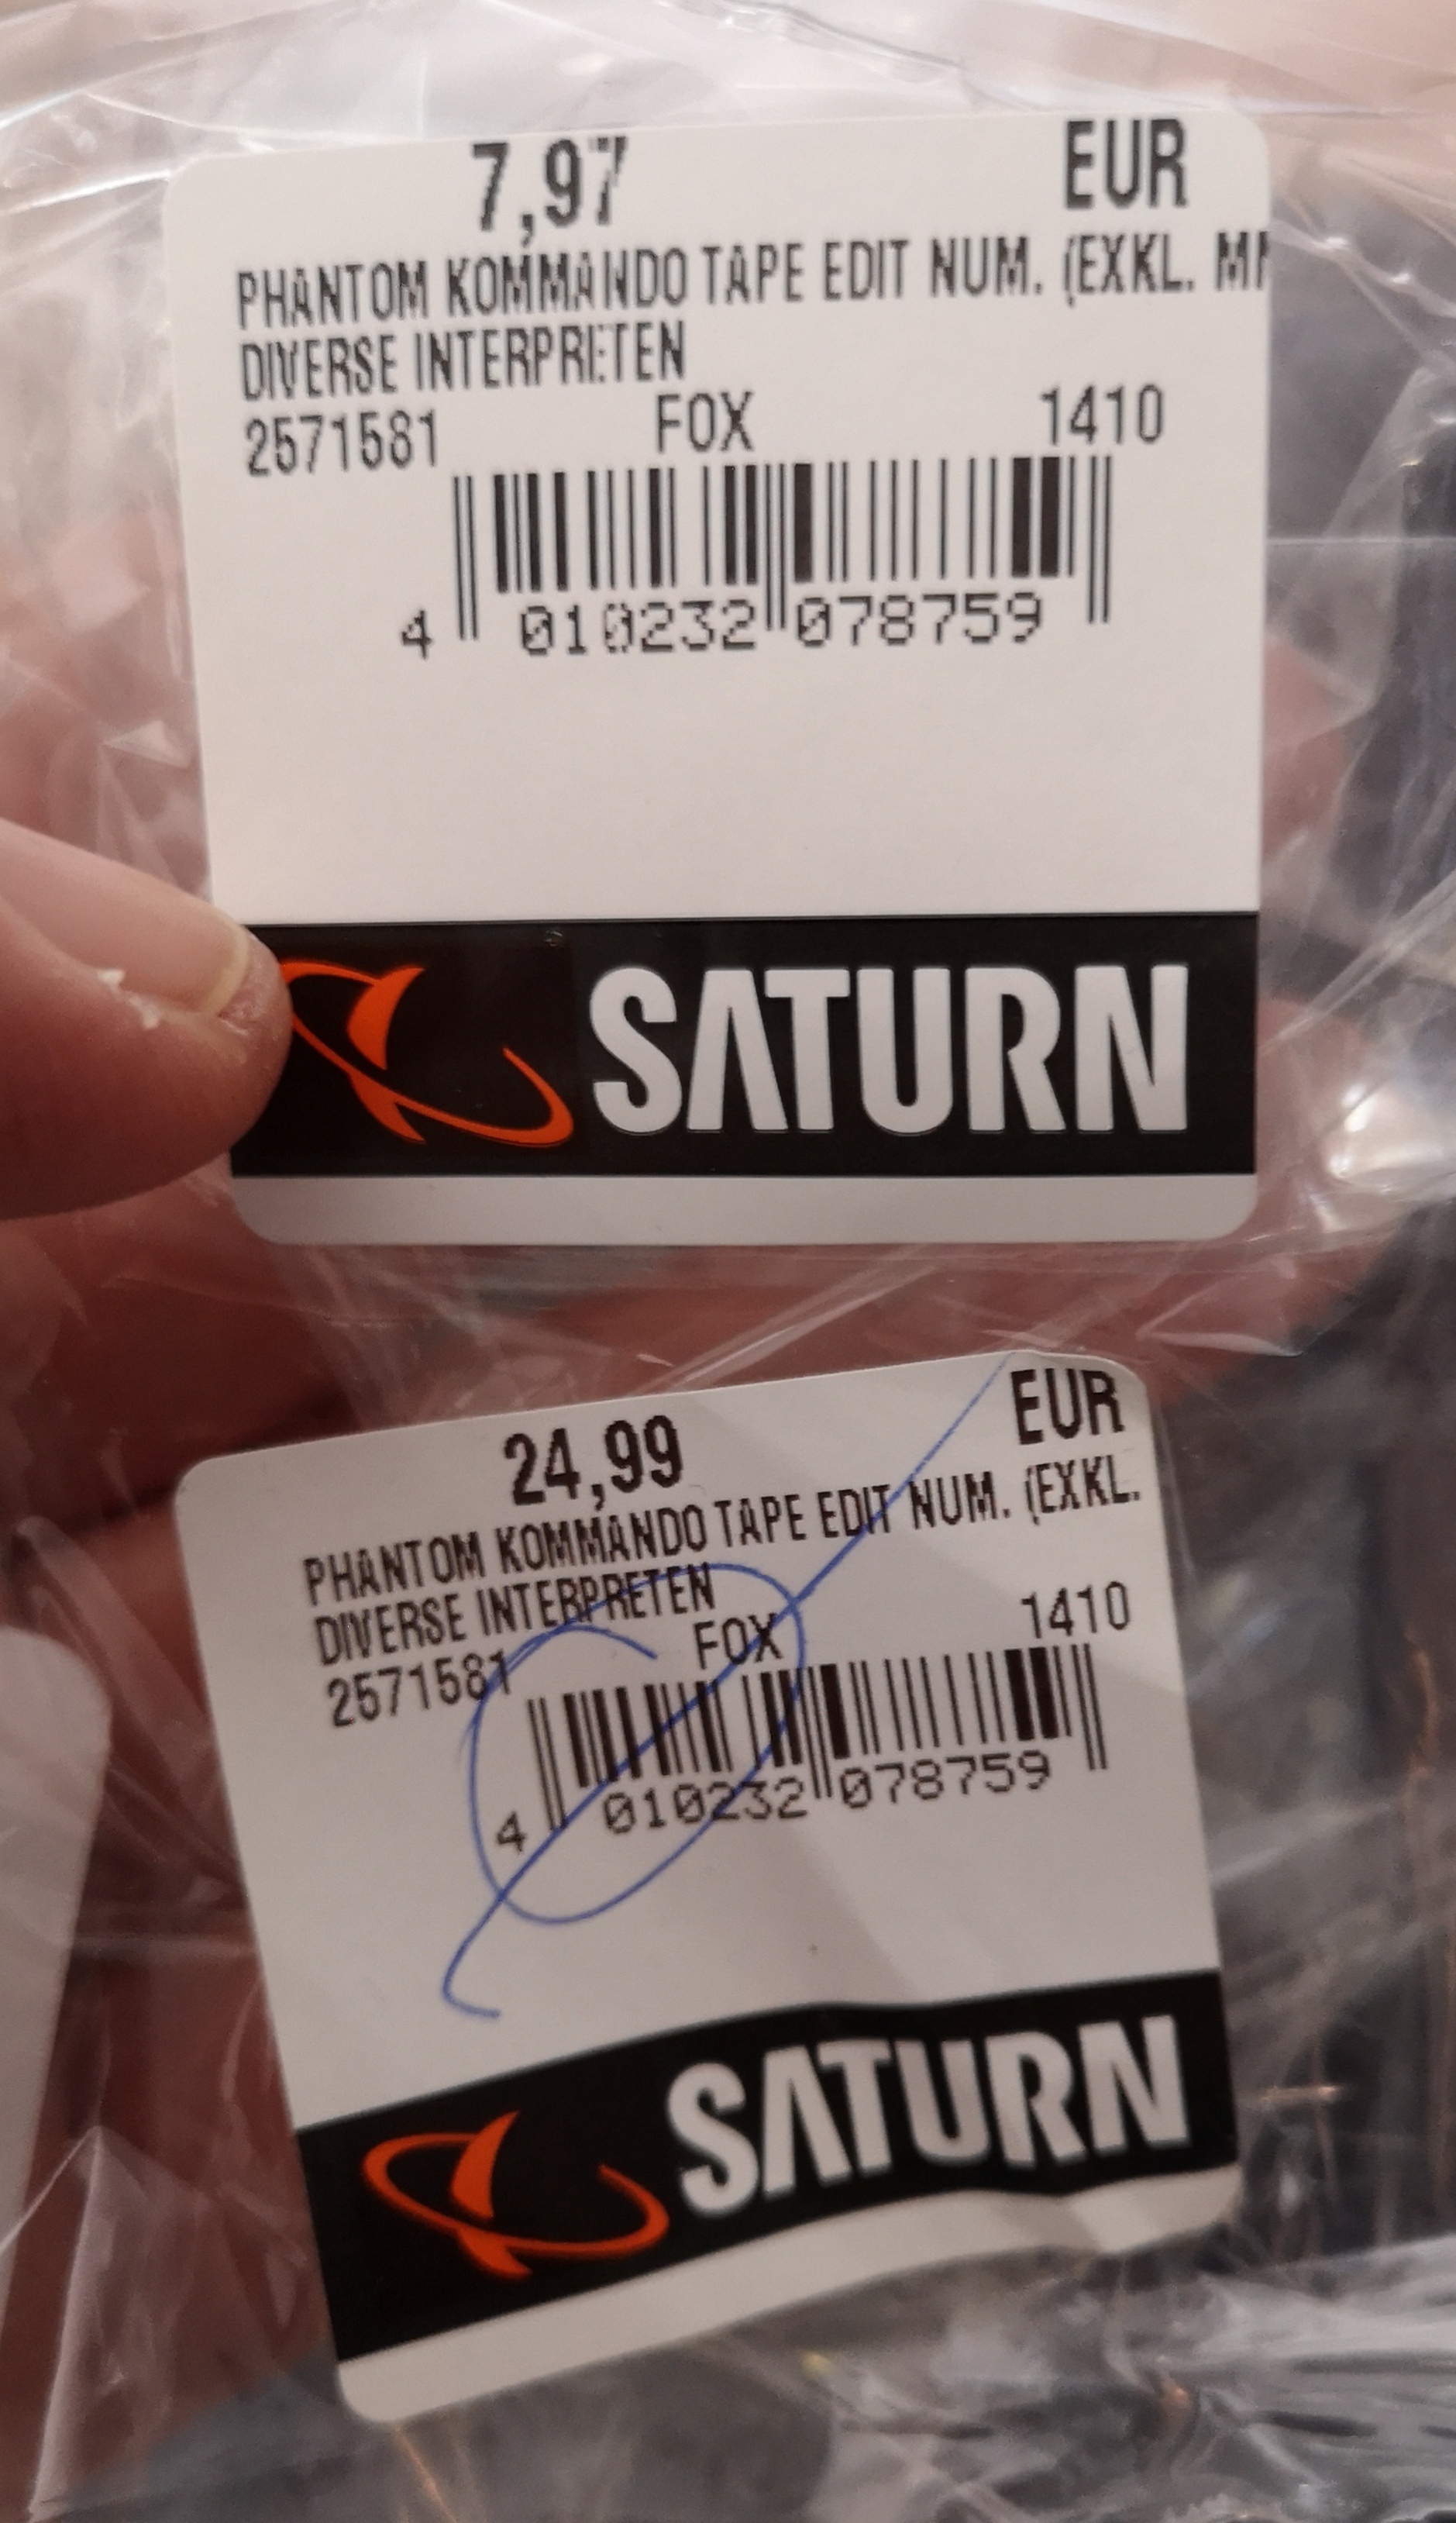 7,97 EUR
PHANTOM KOMMANDO TAPE EDIT NUM. (EXKL.
DIVERSE INTERPRETEN
2571581 FOX 1410
4 010232 078759
SATURN
24,99 EUR
PHANTOM KOMMANDO TAPE EDIT NUM. (EXKL.
DIVERSE INTERPRETEN
2571581 FOX 1410
4 010232 078759
SATURN